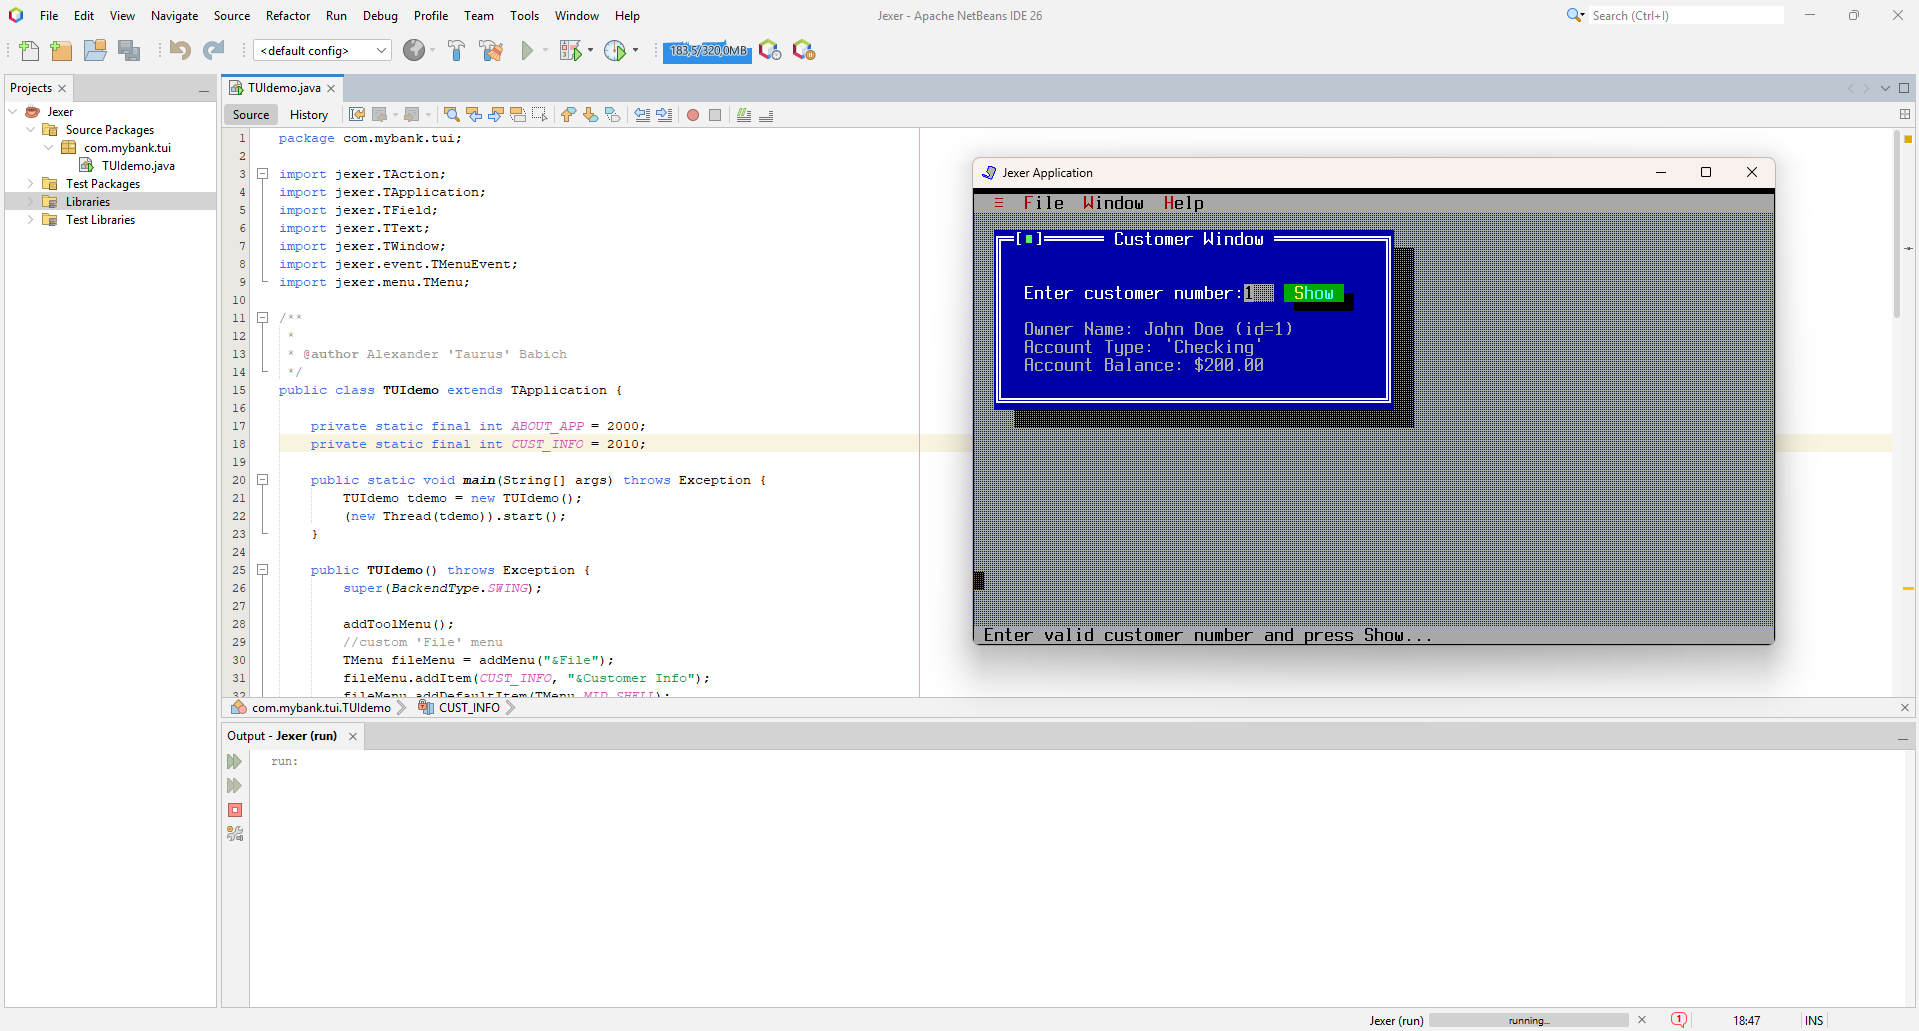 File Edit View Navigate Source Refactor Run Debug Profile Team Tools Window Help
Jexer - Apache NetBeans IDE 26
Search (Ctrl+I)
<default config>
183,5/320,0MB
Projects
Jexer
Source Packages
com.mybank.tui
TUIdemo.java
Test Packages
Libraries
Test Libraries
TUIdemo.java
Source History
1 package com.mybank.tui;
2
3 import jexer.TAction;
4 import jexer.TApplication;
5 import jexer.TField;
6 import jexer.TText;
7 import jexer.TWindow;
8 import jexer.event.TMenuEvent;
9 import jexer.menu.TMenu;
10
11 /**
12 *
13 * @author Alexander 'Taurus' Babich
14 */
15 public class TUIdemo extends TApplication {
16
17 private static final int ABOUT_APP = 2000;
18 private static final int CUST_INFO = 2010;
19
20 public static void main(String[] args) throws Exception {
21 TUIdemo tdemo = new TUIdemo();
22 (new Thread(tdemo)).start();
23 }
24
25 public TUIdemo() throws Exception {
26 super(BackendType.SWING);
27
28 addToolMenu();
29 //custom 'File' menu
30 TMenu fileMenu = addMenu("&File");
31 fileMenu.addItem(CUST_INFO, "&Customer Info");
32 fileMenu.addDefaultItem(TMenu.MID_SHELL);
com.mybank.tui.TUIdemo CUST_INFO
Jexer Application
File Window Help
Customer Window
Enter customer number:1 Show
Owner Name: John Doe (id=1)
Account Type: 'Checking'
Account Balance: $200.00
Enter valid customer number and press Show...
Output - Jexer (run)
run:
Jexer (run) running... 1 18:47 INS